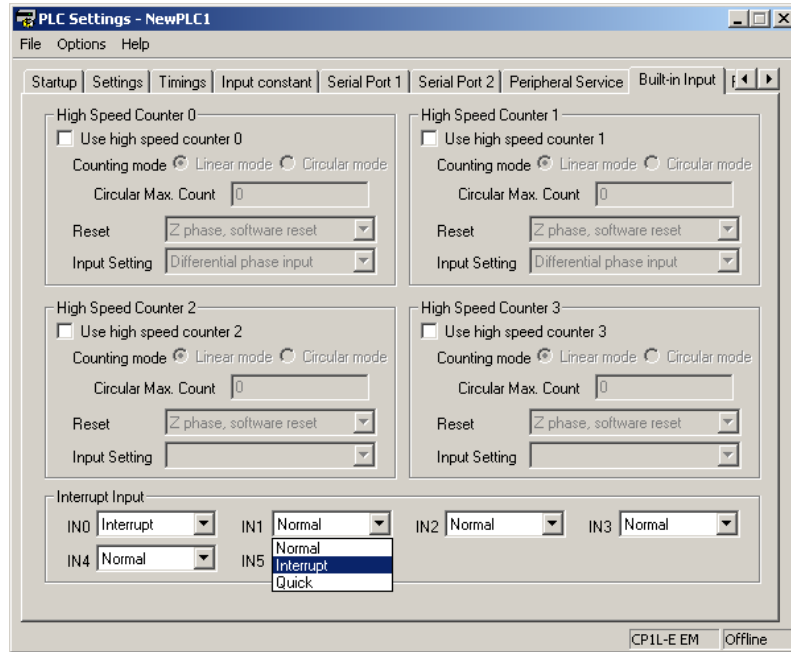 PLC Settings - NewPLC1
File Options Help
Startup Settings Timings Input constant Serial Port 1 Serial Port 2 Peripheral Service Built-in Input
High Speed Counter 0
Use high speed counter 0
Counting mode Linear mode Circular mode
Circular Max. Count 0
Reset Z phase, software reset
Input Setting Differential phase input
High Speed Counter 1
Use high speed counter 1
Counting mode Linear mode Circular mode
Circular Max. Count 0
Reset Z phase, software reset
Input Setting Differential phase input
High Speed Counter 2
Use high speed counter 2
Counting mode Linear mode Circular mode
Circular Max. Count 0
Reset Z phase, software reset
Input Setting
High Speed Counter 3
Use high speed counter 3
Counting mode Linear mode Circular mode
Circular Max. Count 0
Reset Z phase, software reset
Input Setting
Interrupt Input
IN0 Interrupt IN1 Normal IN2 Normal IN3 Normal
Normal
IN4 Normal IN5 Interrupt
Quick
CP1L-E EM Offline